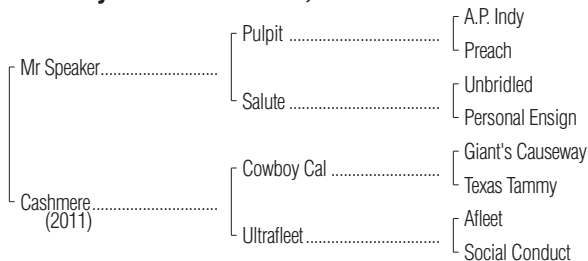 A.P. Indy
Pulpit
Preach
Mr Speaker
Unbridled
Salute
Personal Ensign
Giant's Causeway
Cowboy Cal
Texas Tammy
Cashmere
(2011)
Afleet
Ultrafleet
Social Conduct